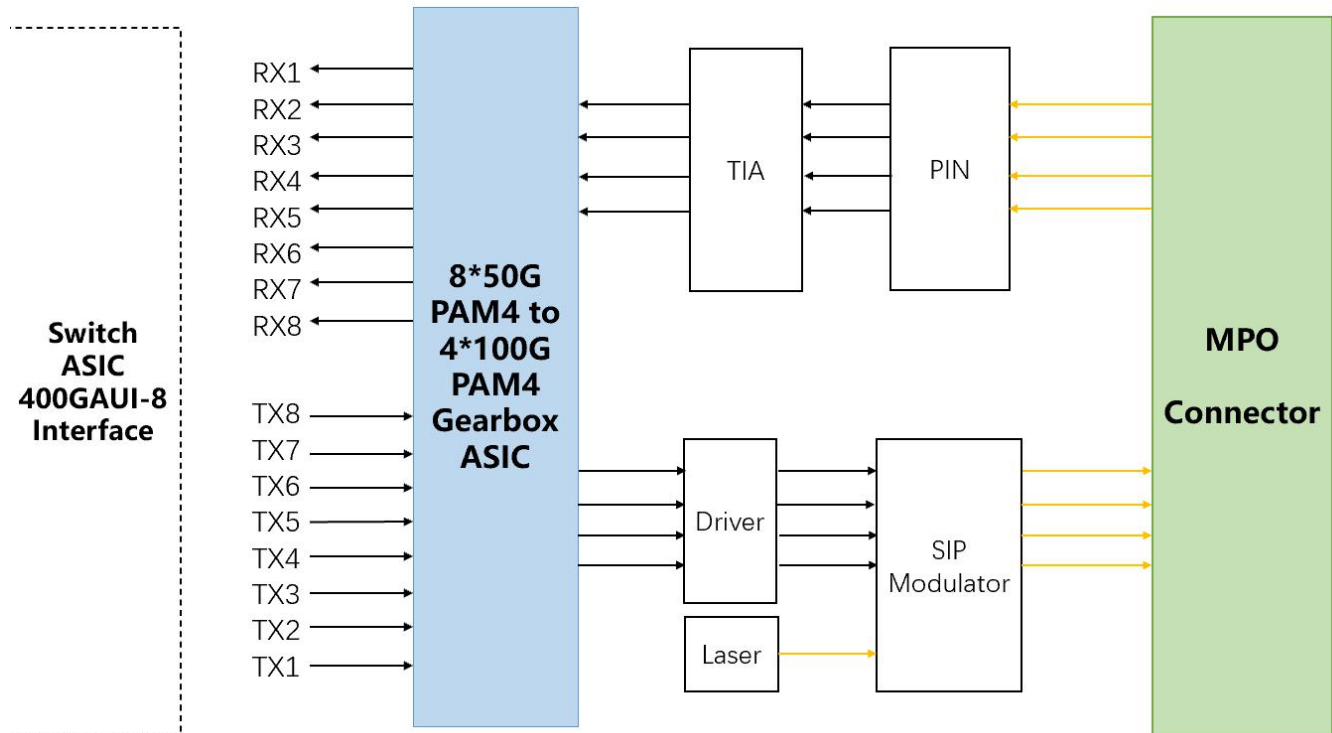 Switch
ASIC
400GAUI-8
Interface
RX1
RX2
RX3
RX4
RX5
RX6
RX7
RX8
TX8
TX7
TX6
TX5
TX4
TX3
TX2
TX1
8*50G
PAM4 to
4*100G
PAM4
Gearbox
ASIC
TIA
PIN
Driver
Laser
SIP
Modulator
MPO
Connector